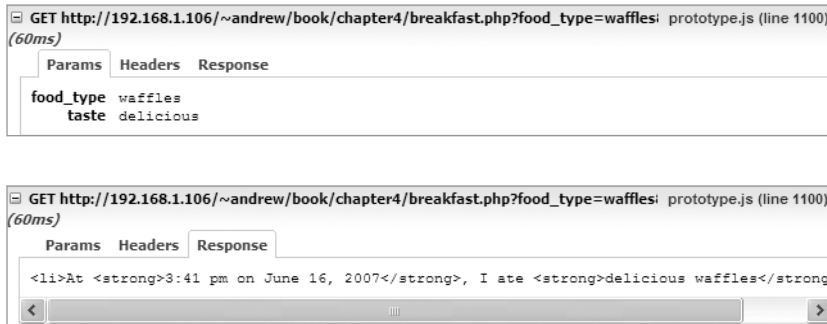 GET http://192.168.1.106/~andrew/book/chapter4/breakfast.php?food_type=waffles prototype.js (line 1100)
(60ms)
Params Headers Response
food_type waffles
taste delicious
GET http://192.168.1.106/~andrew/book/chapter4/breakfast.php?food_type=waffles prototype.js (line 1100)
(60ms)
Params Headers Response
<li>At <strong>3:41 pm on June 16, 2007</strong>, I ate <strong>delicious waffles</strong